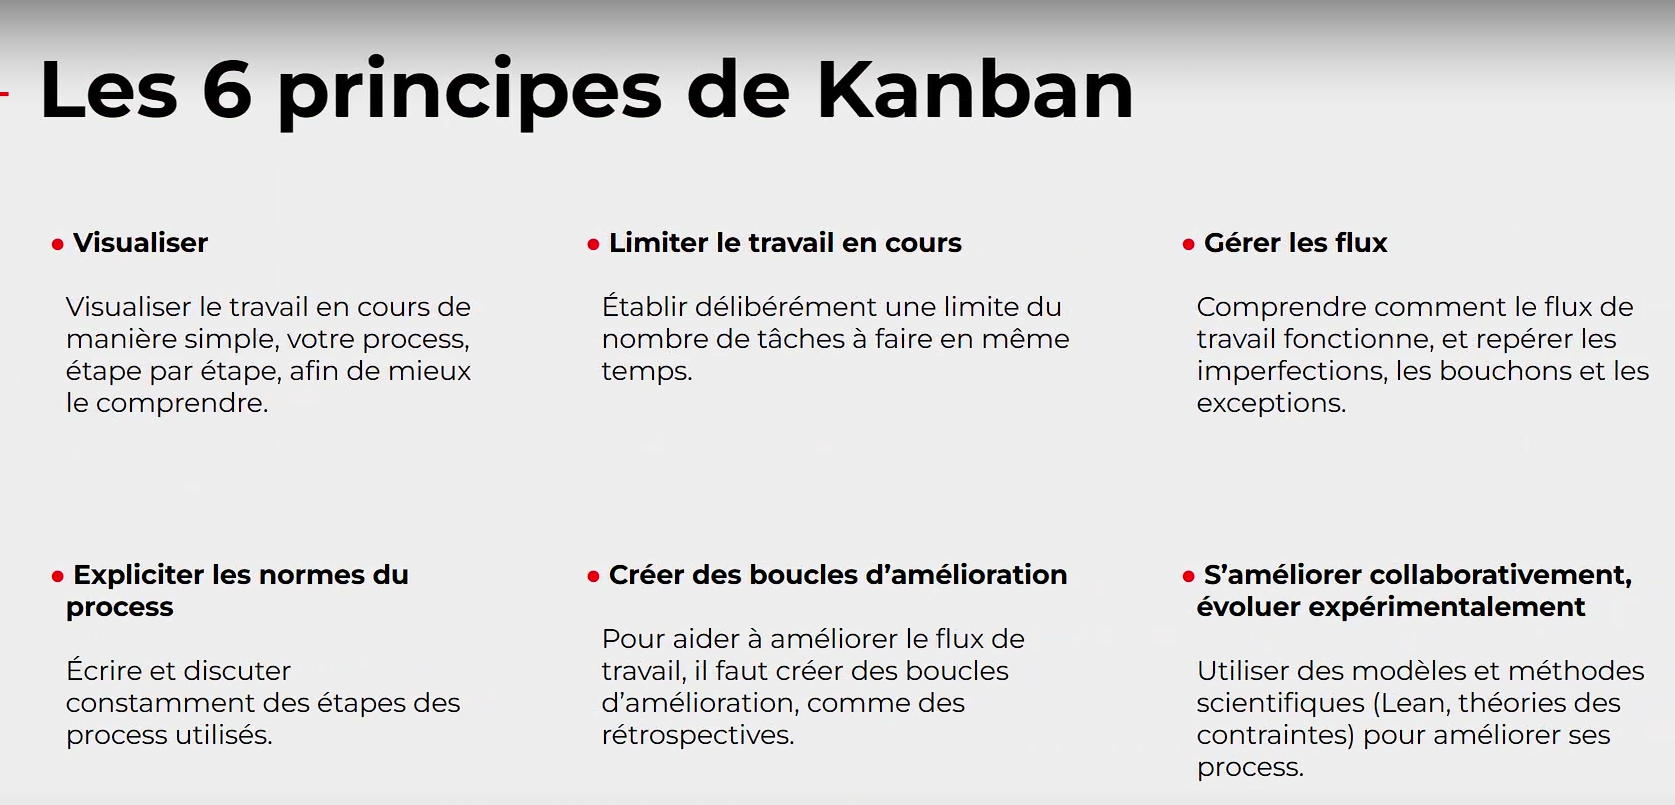 Les 6 principes de Kanban
• Visualiser
Visualiser le travail en cours de
manière simple, votre process,
étape par étape, afin de mieux
le comprendre.
• Limiter le travail en cours
Établir délibérément une limite du
nombre de tâches à faire en même
temps.
• Gérer les flux
Comprendre comment le flux de
travail fonctionne, et repérer les
imperfections, les bouchons et les
exceptions.
• Expliciter les normes du
process
Écrire et discuter
constamment des étapes des
process utilisés.
• Créer des boucles d’amélioration
Pour aider à améliorer le flux de
travail, il faut créer des boucles
d’amélioration, comme des
rétrospectives.
• S’améliorer collaborativement,
évoluer expérimentalement
Utiliser des modèles et méthodes
scientifiques (Lean, théories des
contraintes) pour améliorer ses
process.